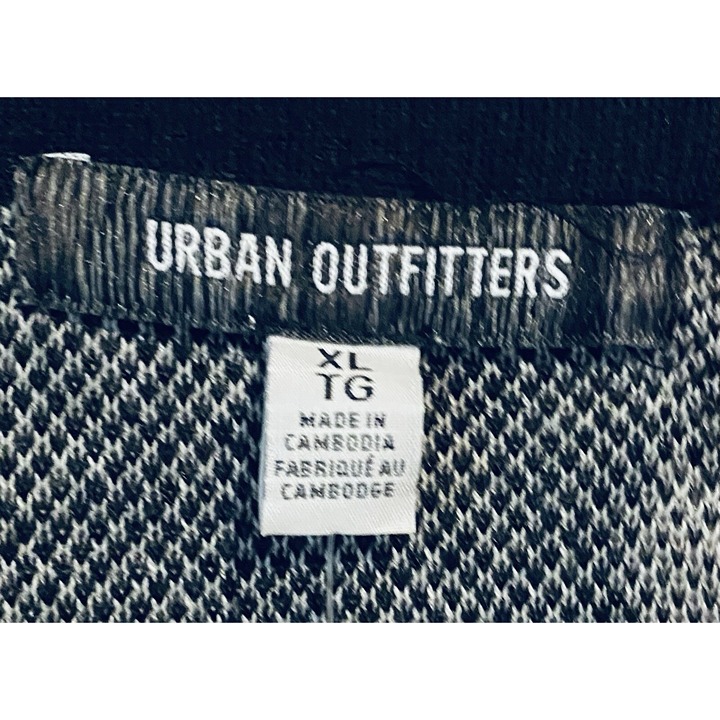 URBAN OUTFITTERS
XL
TG
MADE IN
CAMBODIA
FABRIQUÉ AU
CAMBODGE